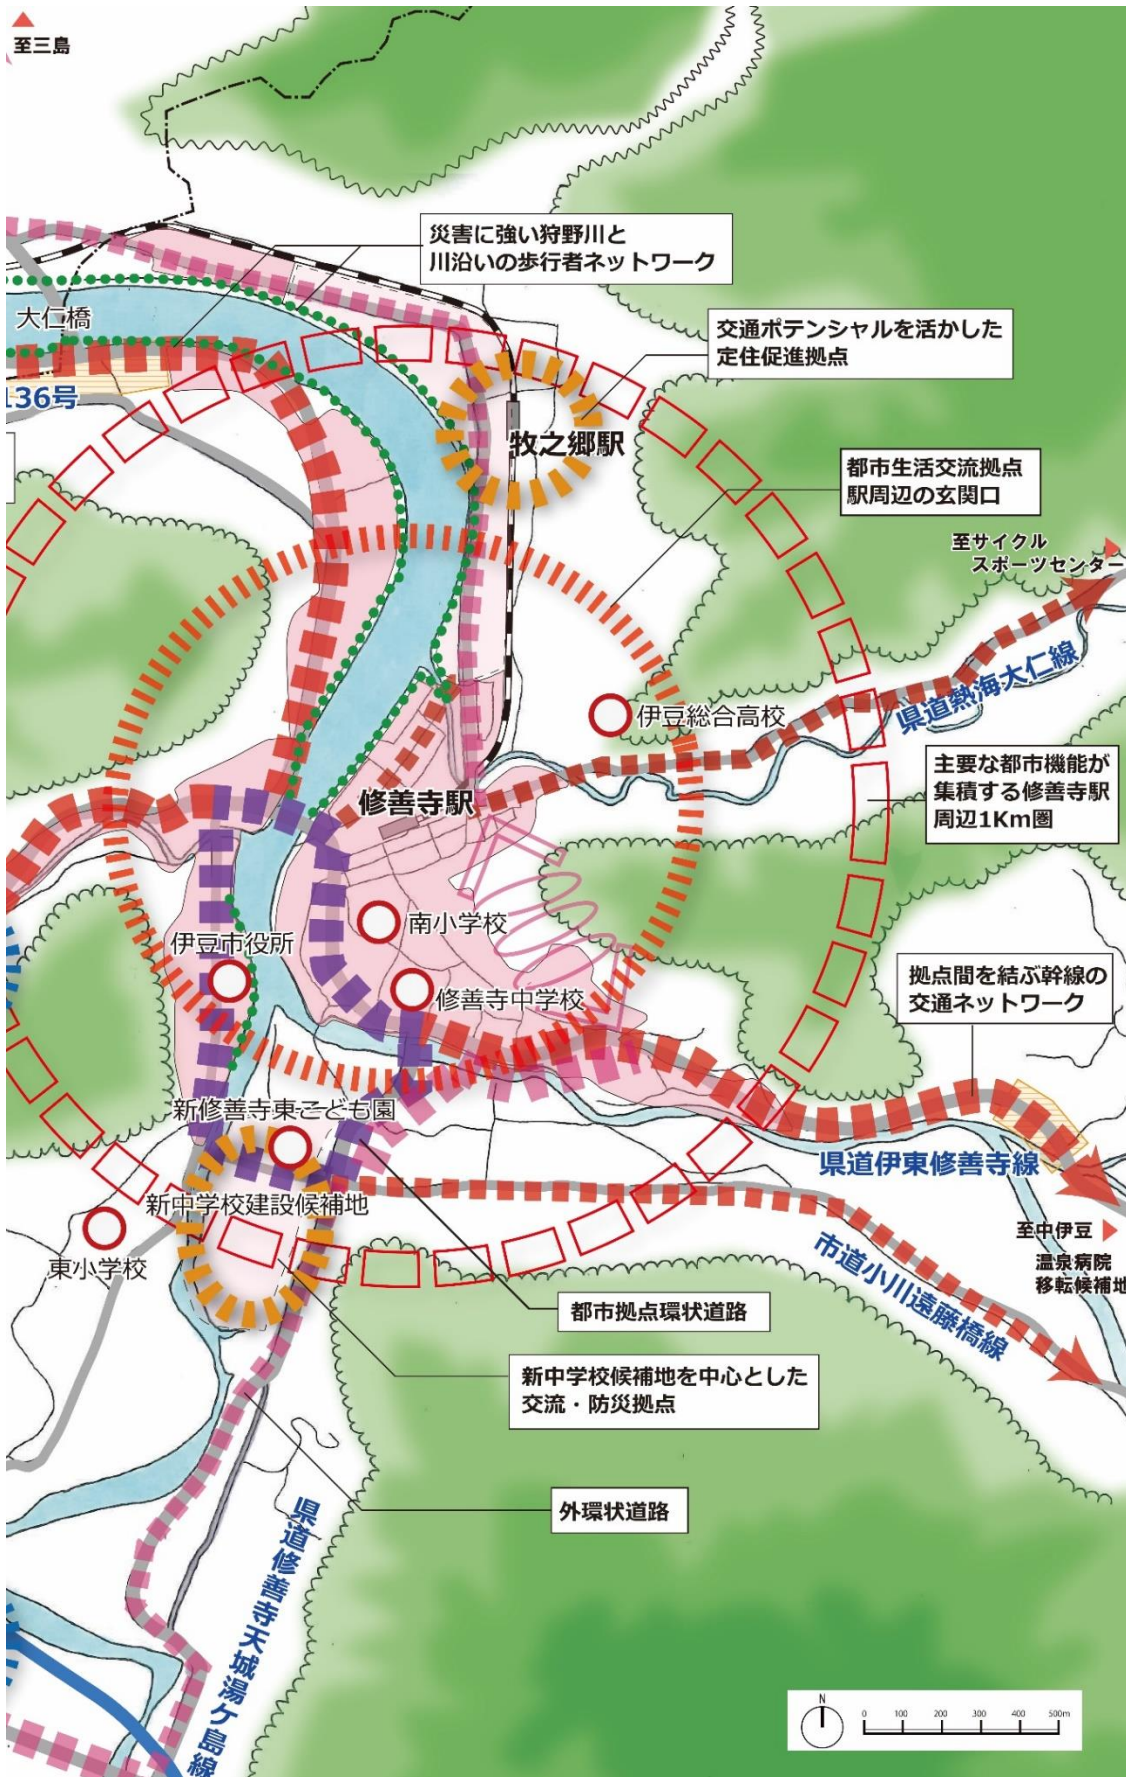 至三島
災害に強い狩野川と
川沿いの歩行者ネットワーク
大仁橋
交通ポテンシャルを活かした
定住促進拠点
136号
牧之郷駅
都市生活交流拠点
駅周辺の玄関口
至サイクル
スポーツセンター
県道熱海大仁線
伊豆総合高校
主要な都市機能が
集積する修善寺駅
周辺1Km圏
修善寺駅
南小学校
伊豆市役所
修善寺中学校
拠点間を結ぶ幹線の
交通ネットワーク
新修善寺東こども園
県道伊東修善寺線
新中学校建設候補地
至中伊豆
温泉病院
移転候補地
東小学校
市道小川遠藤橋線
都市拠点環状道路
新中学校候補地を中心とした
交流・防災拠点
外環状道路
県道修善寺天城湯ケ島線
N
0 100 200 300 400 500m